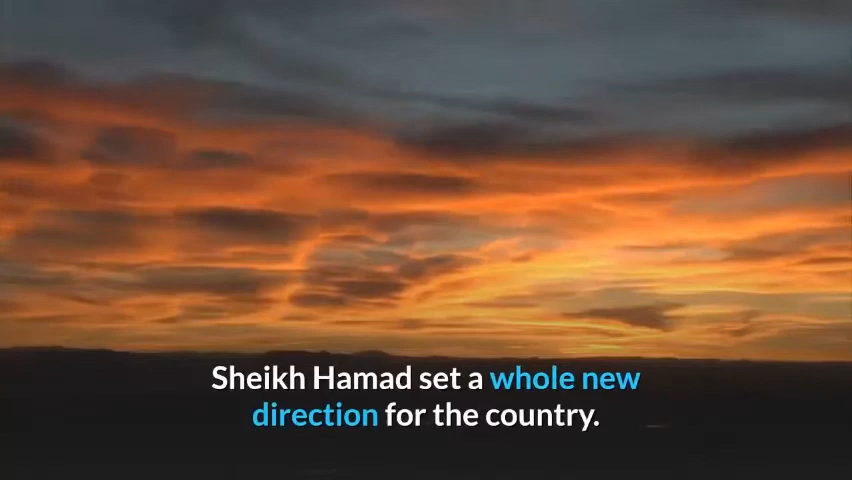 Sheikh Hamad set a whole new
direction for the country.